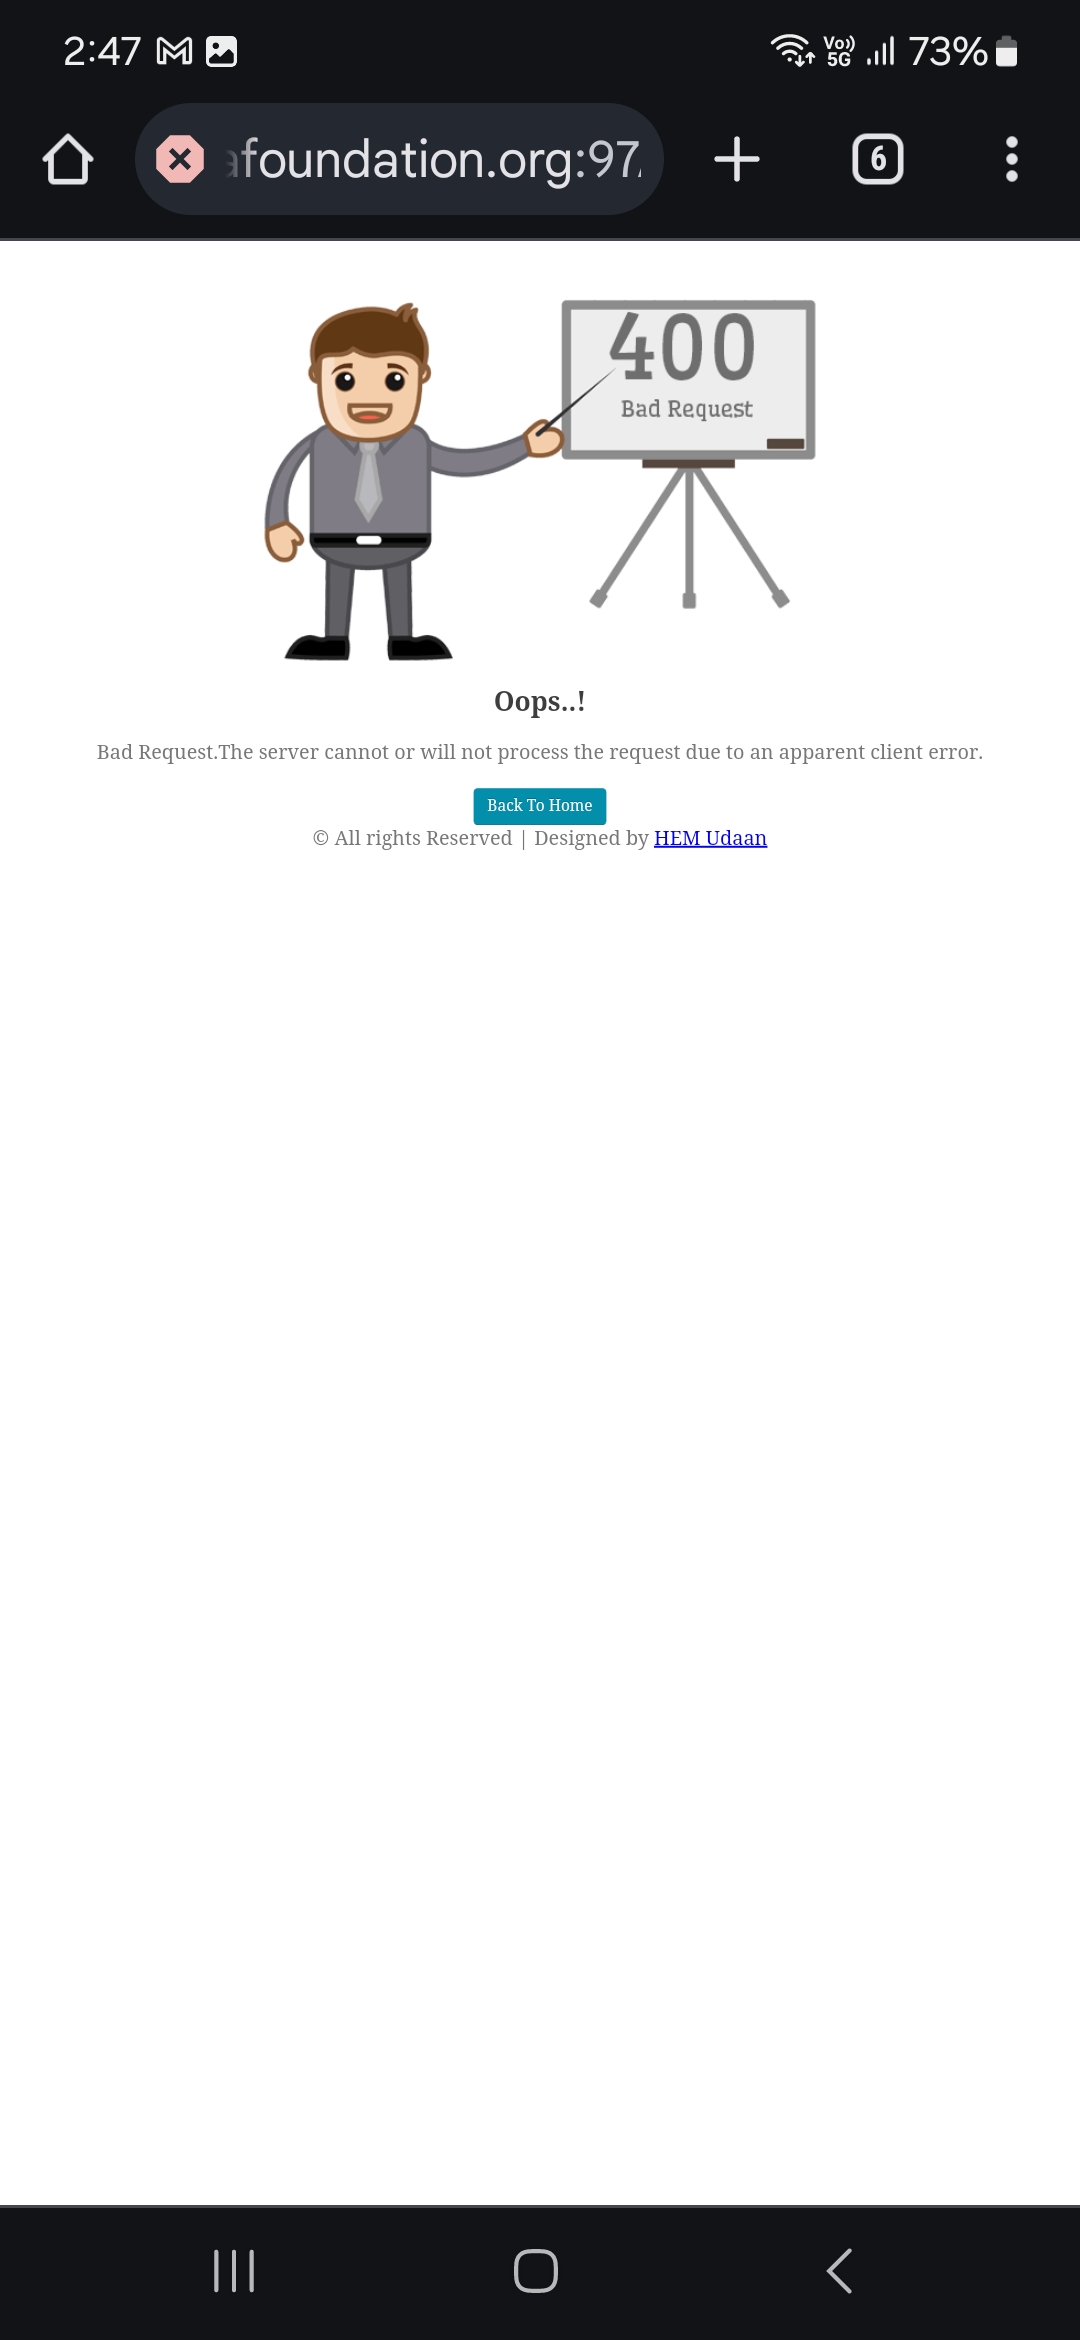 2:47
Vo)) 5G
73%
afoundation.org:97
6
400
Bad Request
Oops..!
Bad Request.The server cannot or will not process the request due to an apparent client error.
Back To Home
© All rights Reserved | Designed by HEM Udaan